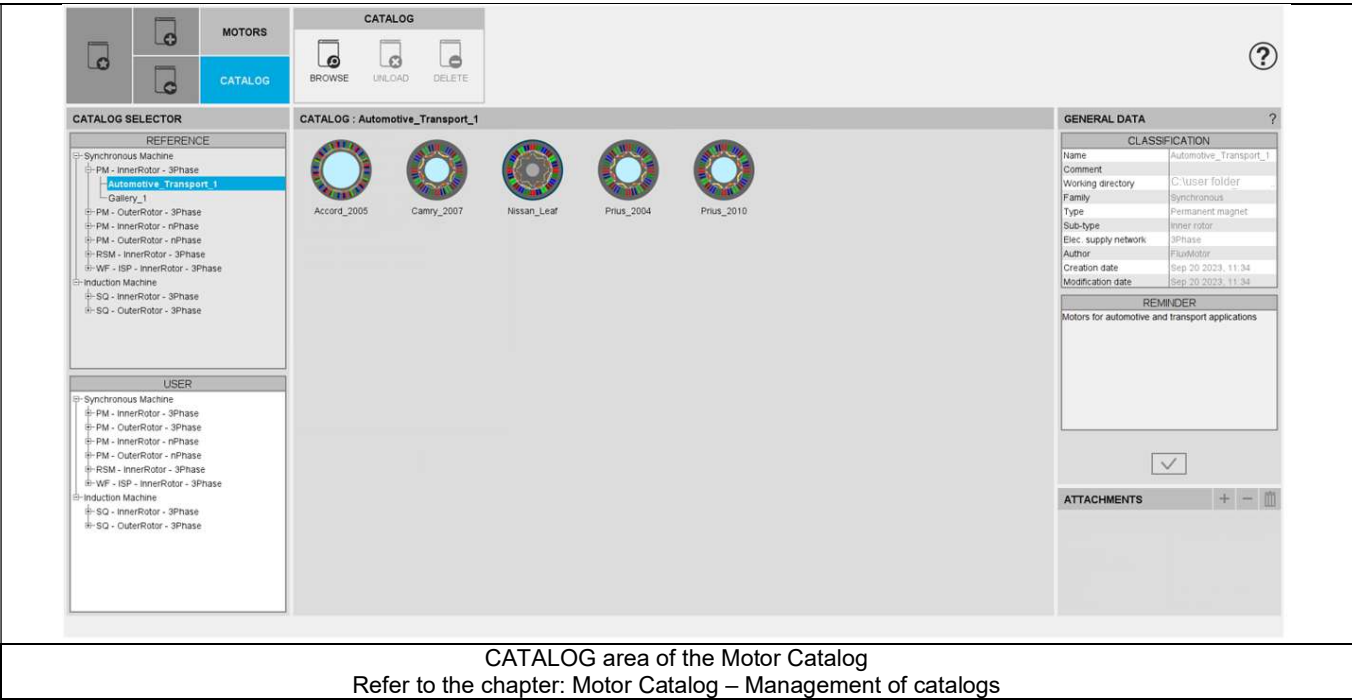 MOTORS
CATALOG
CATALOG
BROWSE
UNLOAD
DELETE
?
CATALOG SELECTOR
REFERENCE
Synchronous Machine
PM - InnerRotor - 3Phase
Automotive_Transport_1
Gallery_1
PM - OuterRotor - 3Phase
PM - InnerRotor - nPhase
PM - OuterRotor - nPhase
RSM - InnerRotor - 3Phase
WF - ISP - InnerRotor - 3Phase
Induction Machine
SQ - InnerRotor - 3Phase
SQ - OuterRotor - 3Phase
USER
Synchronous Machine
PM - InnerRotor - 3Phase
PM - OuterRotor - 3Phase
PM - InnerRotor - nPhase
PM - OuterRotor - nPhase
RSM - InnerRotor - 3Phase
WF - ISP - InnerRotor - 3Phase
Induction Machine
SQ - InnerRotor - 3Phase
SQ - OuterRotor - 3Phase
CATALOG : Automotive_Transport_1
Accord_2005 Camry_2007 Nissan_Leaf Prius_2004 Prius_2010
GENERAL DATA ?
CLASSIFICATION
Name Automotive_Transport_1
Comment
Working directory C:\user folder
Family Synchronous
Type Permanent magnet
Sub-type Inner rotor
Elec. supply network 3Phase
Author FluxMotor
Creation date Sep 20 2023, 11:34
Modification date Sep 20 2023, 11:34
REMINDER
Motors for automotive and transport applications
ATTACHMENTS
CATALOG area of the Motor Catalog
Refer to the chapter: Motor Catalog – Management of catalogs